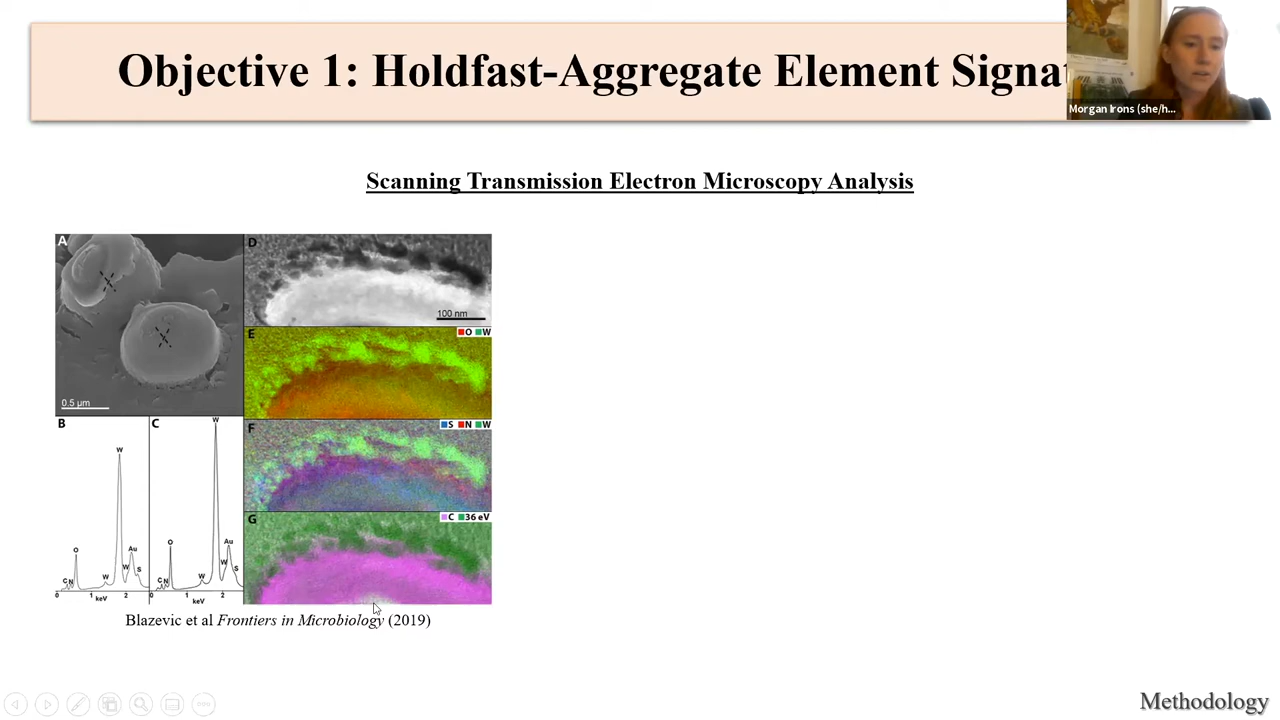 Objective 1: Holdfast-Aggregate Element
Morgan Irons (she/h...
Scanning Transmission Electron Microscopy Analysis
A
0.5 µm
B
W
O
Au
W
S
C N
W
0 1 2
keV
C
W
O
Au
W
S
C N
W
0 1 2
keV
D
100 nm
E
O W
F
S N W
G
C 36 eV
Blazevic et al Frontiers in Microbiology (2019)
Methodology